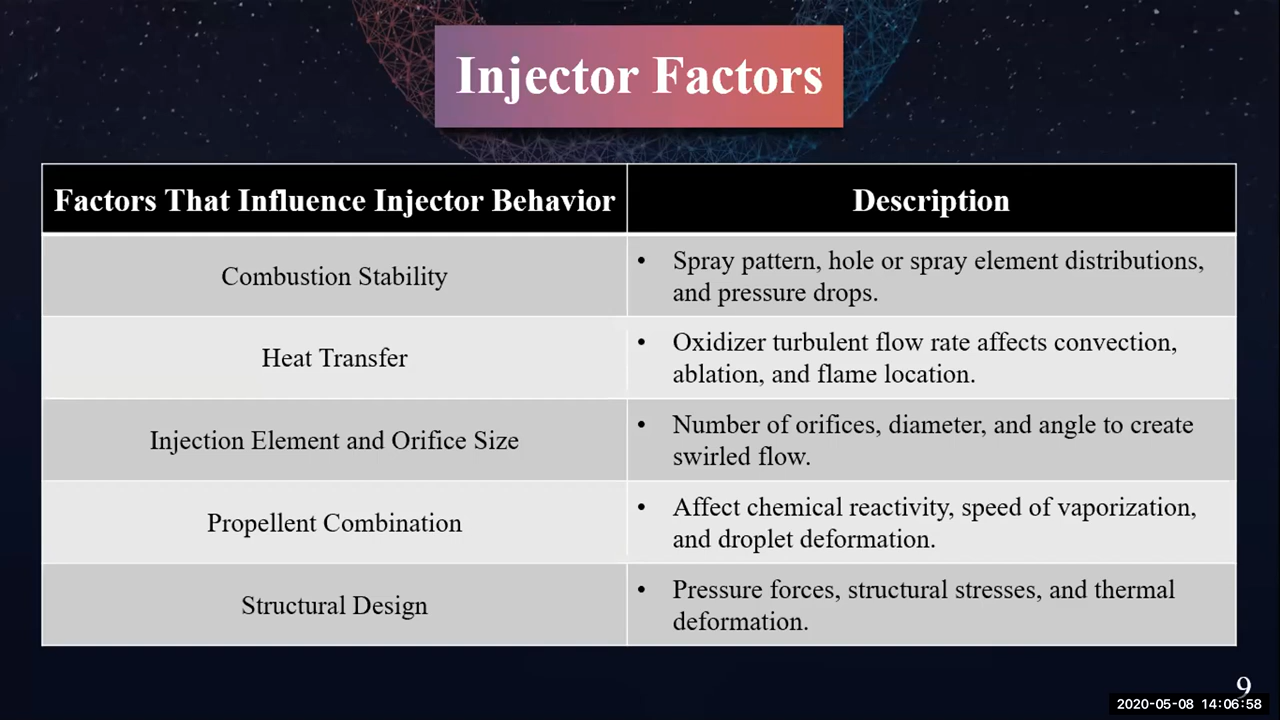 Injector Factors
Factors That Influence Injector Behavior
Description
Combustion Stability
• Spray pattern, hole or spray element distributions,
and pressure drops.
Heat Transfer
• Oxidizer turbulent flow rate affects convection,
ablation, and flame location.
Injection Element and Orifice Size
• Number of orifices, diameter, and angle to create
swirled flow.
Propellent Combination
• Affect chemical reactivity, speed of vaporization,
and droplet deformation.
Structural Design
• Pressure forces, structural stresses, and thermal
deformation.
9
2020-05-08 14:06:58